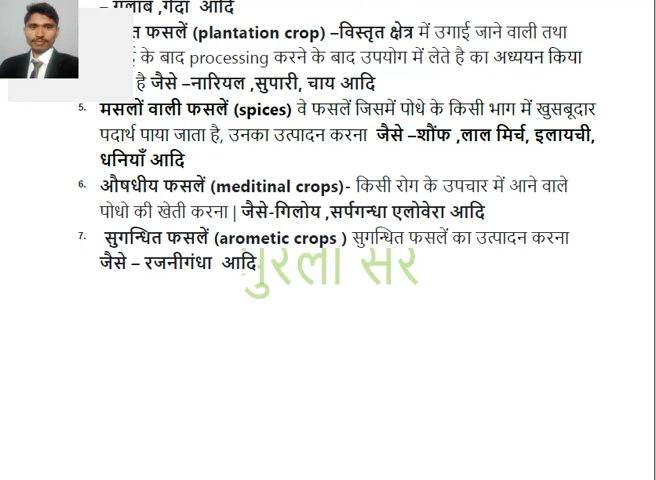 – गुलाब ,गेंदा आदि
फसलें (plantation crop) –विस्तृत क्षेत्र में उगाई जाने वाली तथा
के बाद processing करने के बाद उपयोग में लेते है का अध्ययन किया
है जैसे –नारियल ,सुपारी, चाय आदि
5. मसलों वाली फसलें (spices) वे फसलें जिसमें पोधे के किसी भाग में खुसबूदार
पदार्थ पाया जाता है, उनका उत्पादन करना जैसे –शौंफ ,लाल मिर्च, इलायची,
धनियाँ आदि
6. औषधीय फसलें (meditinal crops)- किसी रोग के उपचार में आने वाले
पोधो की खेती करना | जैसे-गिलोय ,सर्पगन्धा एलोवेरा आदि
7. सुगन्धित फसलें (arometic crops ) सुगन्धित फसलें का उत्पादन करना
जैसे – रजनीगंधा आदि
सर